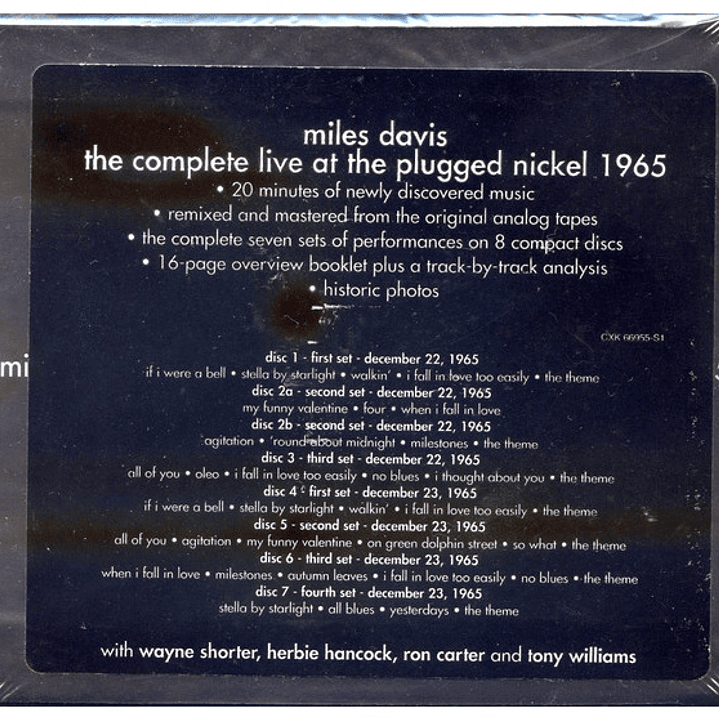 miles davis
the complete live at the plugged nickel 1965
• 20 minutes of newly discovered music
• remixed and mastered from the original analog tapes
• the complete seven sets of performances on 8 compact discs
• 16-page overview booklet plus a track-by-track analysis
• historic photos
CXK 66955-S1
mi
disc 1 - first set - december 22, 1965
if i were a bell • stella by starlight • walkin' • i fall in love too easily • the theme
disc 2a - second set - december 22, 1965
my funny valentine • four • when i fall in love
disc 2b - second set - december 22, 1965
agitation • 'round about midnight • milestones • the theme
disc 3 - third set - december 22, 1965
all of you • oleo • i fall in love too easily • no blues • i thought about you • the theme
disc 4 - first set - december 23, 1965
if i were a bell • stella by starlight • walkin' • i fall in love too easily • the theme
disc 5 - second set - december 23, 1965
all of you • agitation • my funny valentine • on green dolphin street • so what • the theme
disc 6 - third set - december 23, 1965
when i fall in love • milestones • autumn leaves • i fall in love too easily • no blues • the theme
disc 7 - fourth set - december 23, 1965
stella by starlight • all blues • yesterdays • the theme
with wayne shorter, herbie hancock, ron carter and tony williams